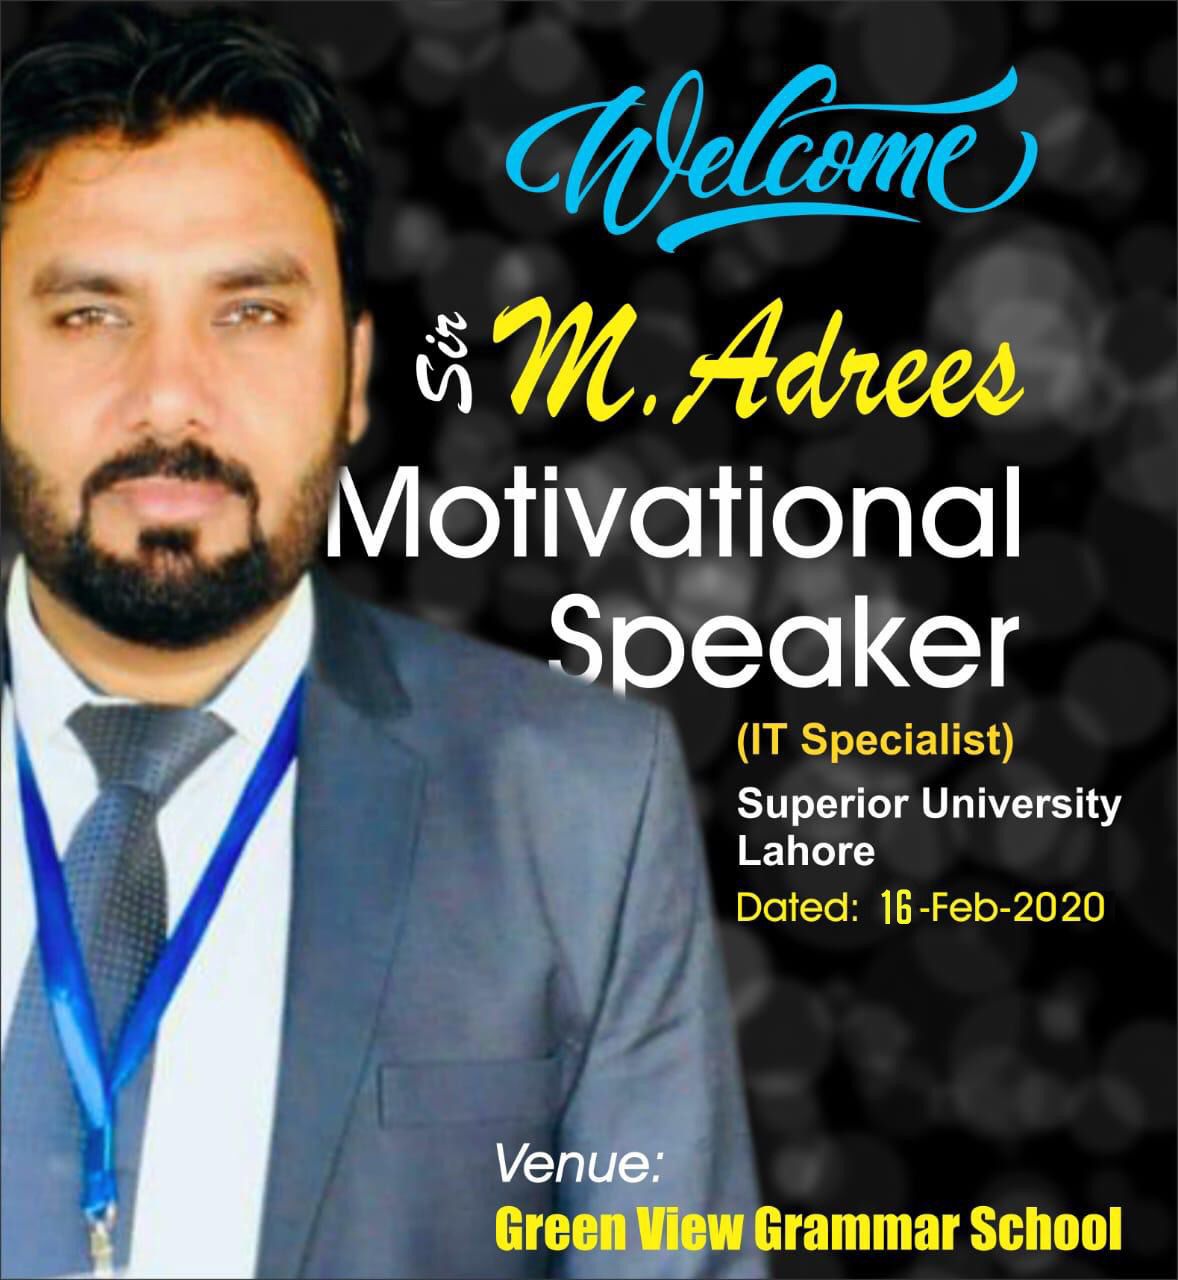 Welcome
Sir M. Adrees
Motivational
Speaker
(IT Specialist)
Superior University
Lahore
Dated: 16-Feb-2020
Venue:
Green View Grammar School